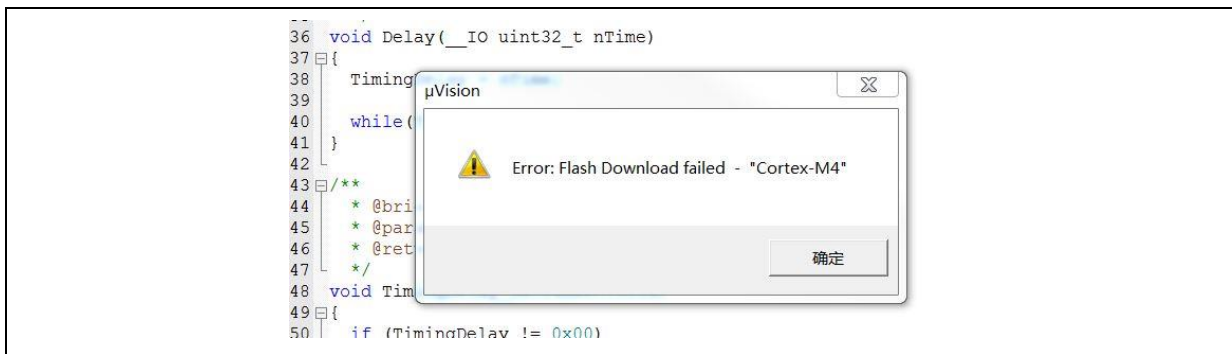 36 void Delay(__IO uint32_t nTime)
37 {
38 Timing
39
40 while(
41 }
42
43 /**
44 * @bri
45 * @par
46 * @ret
47 */
48 void Tim
49 {
50 if (TimingDelay != 0x00)
µVision
Error: Flash Download failed - "Cortex-M4"
确定